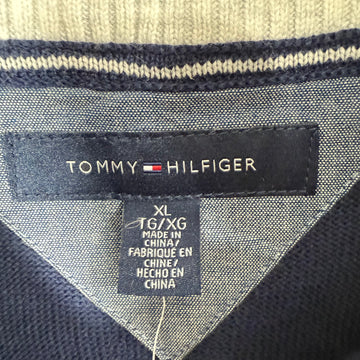 TOMMY HILFIGER
XL
TG/XG
MADE IN
CHINA/
FABRIQUÉ EN
CHINE/
HECHO EN
CHINA